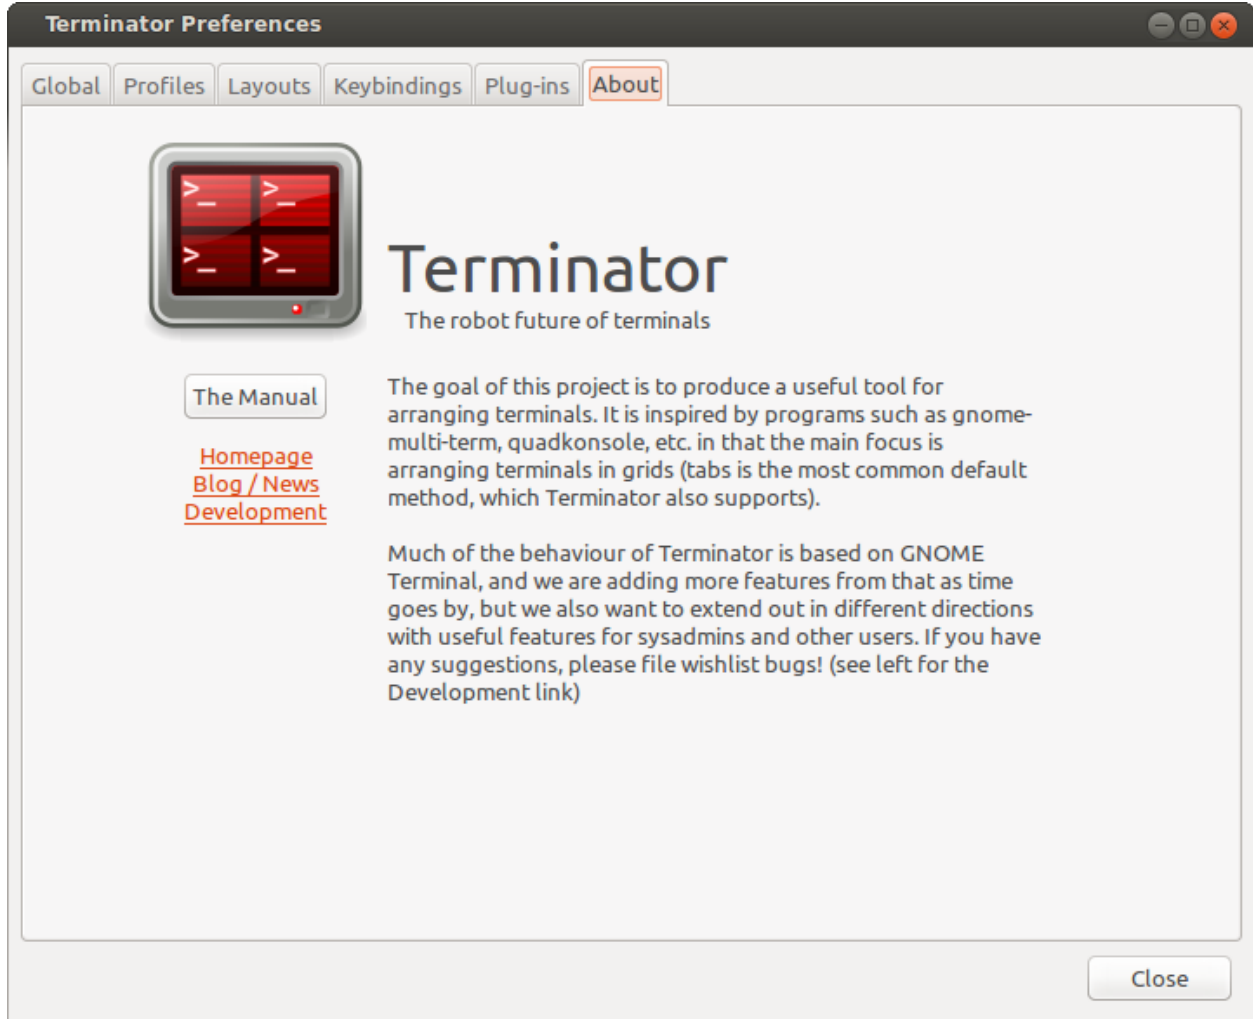 Terminator Preferences
Global Profiles Layouts Keybindings Plug-ins About
>_ >_
>_ >_
Terminator
The robot future of terminals
The Manual
Homepage
Blog / News
Development
The goal of this project is to produce a useful tool for
arranging terminals. It is inspired by programs such as gnome-
multi-term, quadkonsole, etc. in that the main focus is
arranging terminals in grids (tabs is the most common default
method, which Terminator also supports).
Much of the behaviour of Terminator is based on GNOME
Terminal, and we are adding more features from that as time
goes by, but we also want to extend out in different directions
with useful features for sysadmins and other users. If you have
any suggestions, please file wishlist bugs! (see left for the
Development link)
Close